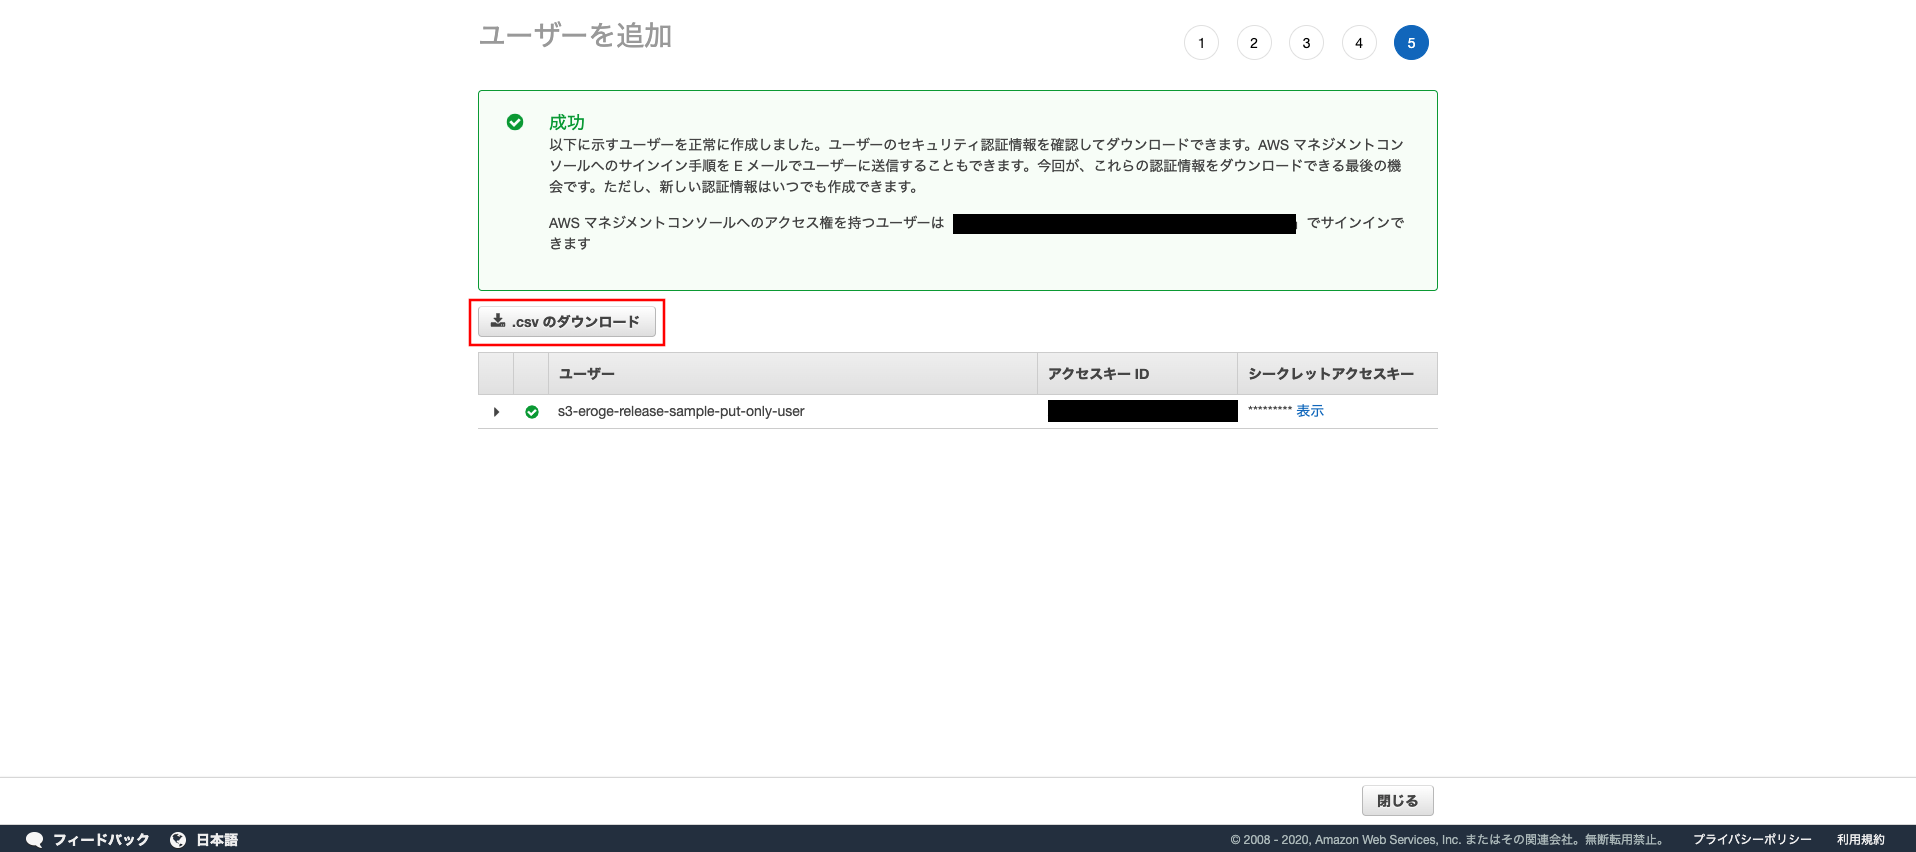 ユーザーを追加
1 2 3 4 5
成功
以下に示すユーザーを正常に作成しました。ユーザーのセキュリティ認証情報を確認してダウンロードできます。AWS マネジメントコン
ソールへのサインイン手順を E メールでユーザーに送信することもできます。今回が、これらの認証情報をダウンロードできる最後の機
会です。ただし、新しい認証情報はいつでも作成できます。
AWS マネジメントコンソールへのアクセス権を持つユーザーは でサインインで
きます
.csv のダウンロード
ユーザー アクセスキー ID シークレットアクセスキー
s3-eroge-release-sample-put-only-user ********* 表示
閉じる
フィードバック 日本語 © 2008 - 2020, Amazon Web Services, Inc. またはその関連会社。無断転用禁止。 プライバシーポリシー 利用規約